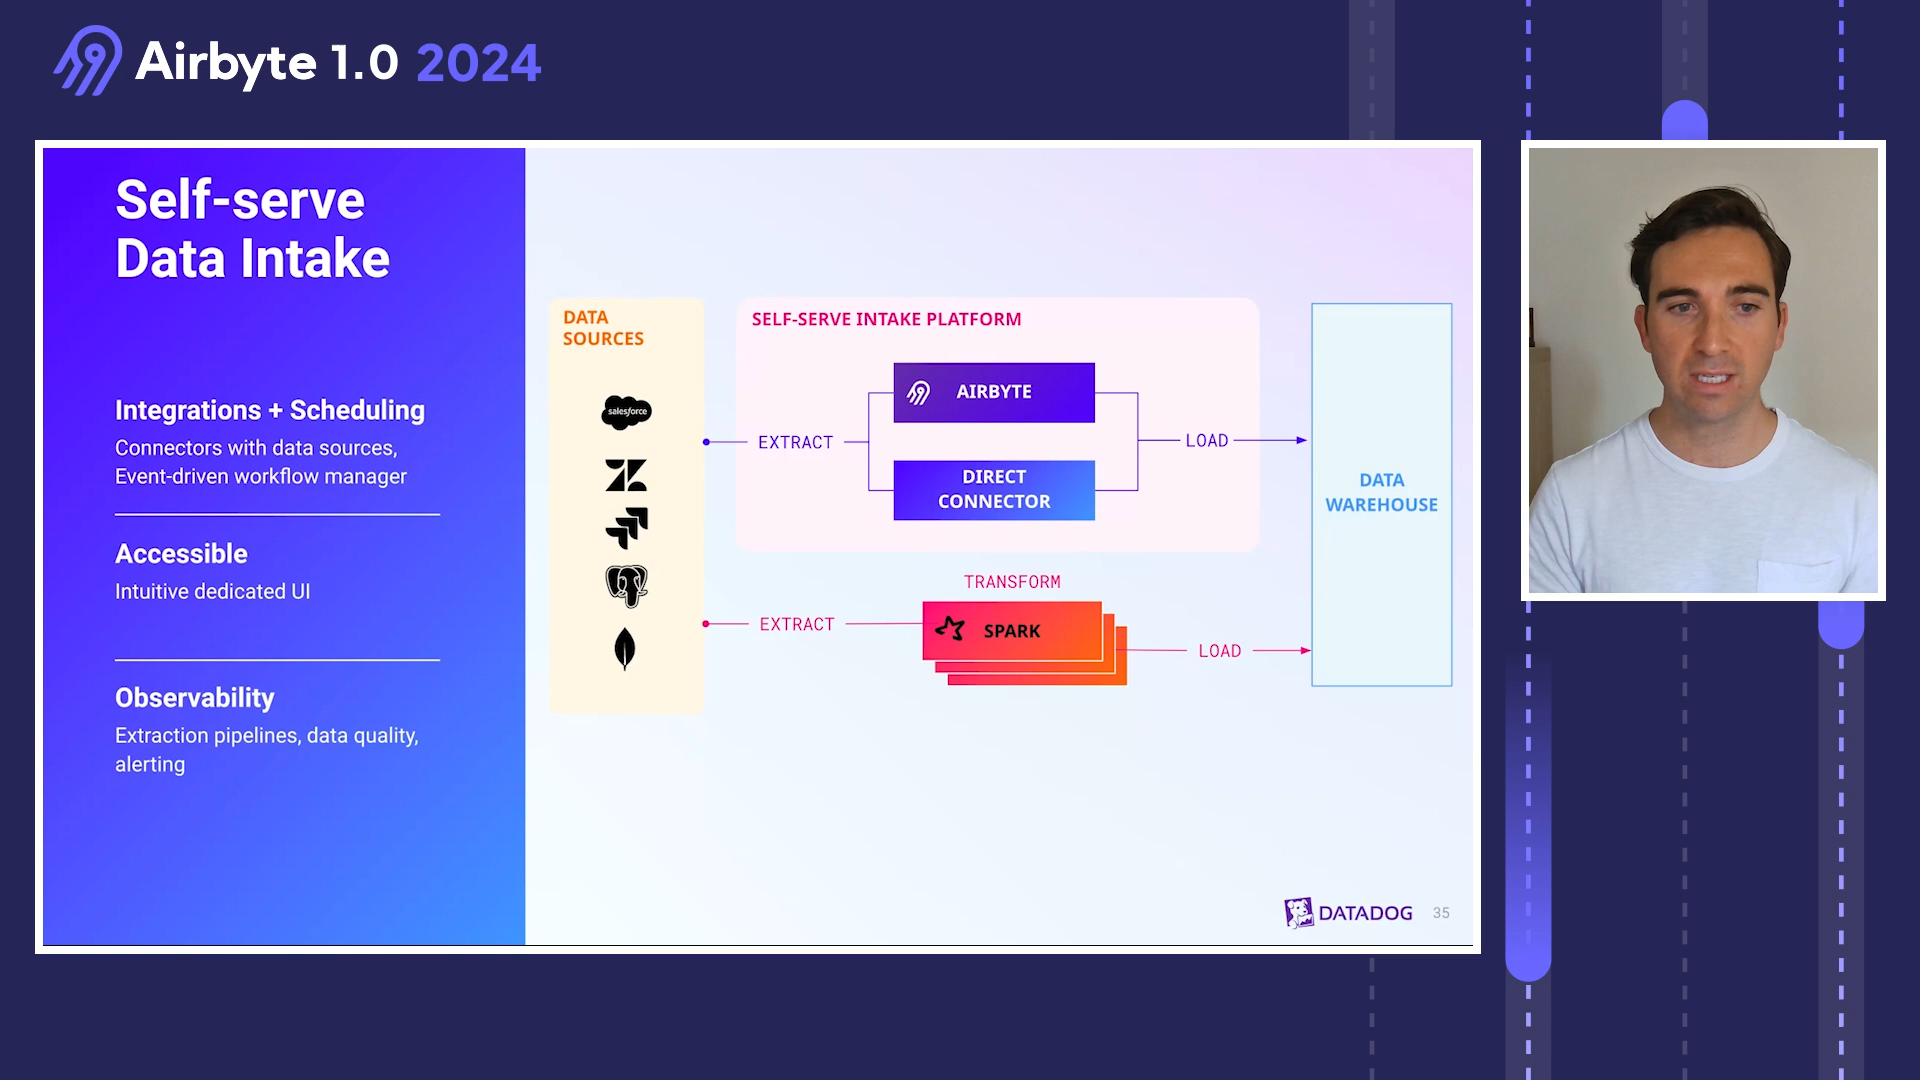 Airbyte 1.0 2024
Self-serve
Data Intake
Integrations + Scheduling
Connectors with data sources,
Event-driven workflow manager
Accessible
Intuitive dedicated UI
Observability
Extraction pipelines, data quality,
alerting
DATA
SOURCES
salesforce
SELF-SERVE INTAKE PLATFORM
EXTRACT
AIRBYTE
DIRECT
CONNECTOR
LOAD
TRANSFORM
EXTRACT
SPARK
LOAD
DATA
WAREHOUSE
DATADOG
35